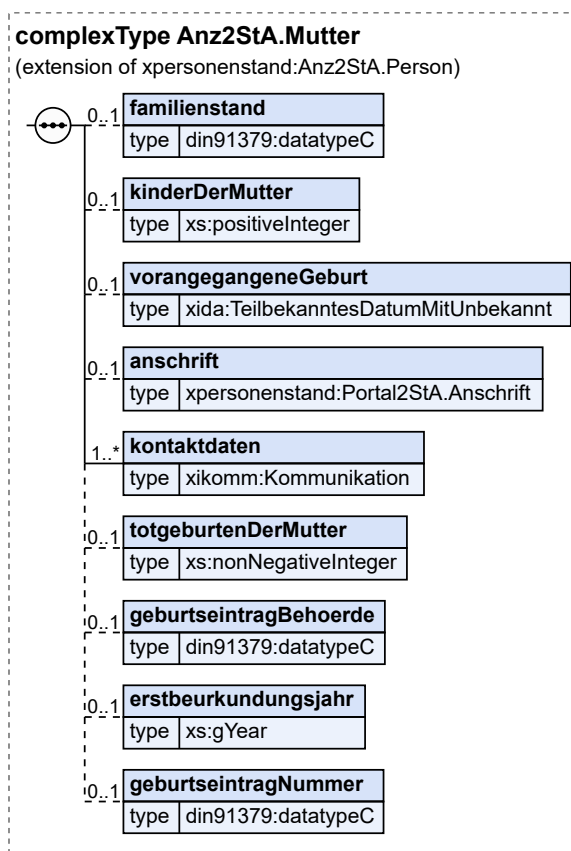 complexType Anz2StA.Mutter
(extension of xpersonenstand:Anz2StA.Person)
0..1 familienstand
type din91379:datatypeC
0..1 kinderDerMutter
type xs:positiveInteger
0..1 vorangegangeneGeburt
type xida:TeilbekanntesDatumMitUnbekannt
0..1 anschrift
type xpersonenstand:Portal2StA.Anschrift
1..* kontaktdaten
type xikomm:Kommunikation
0..1 totgeburtenDerMutter
type xs:nonNegativeInteger
0..1 geburtseintragBehoerde
type din91379:datatypeC
0..1 erstbeurkundungsjahr
type xs:gYear
0..1 geburtseintragNummer
type din91379:datatypeC